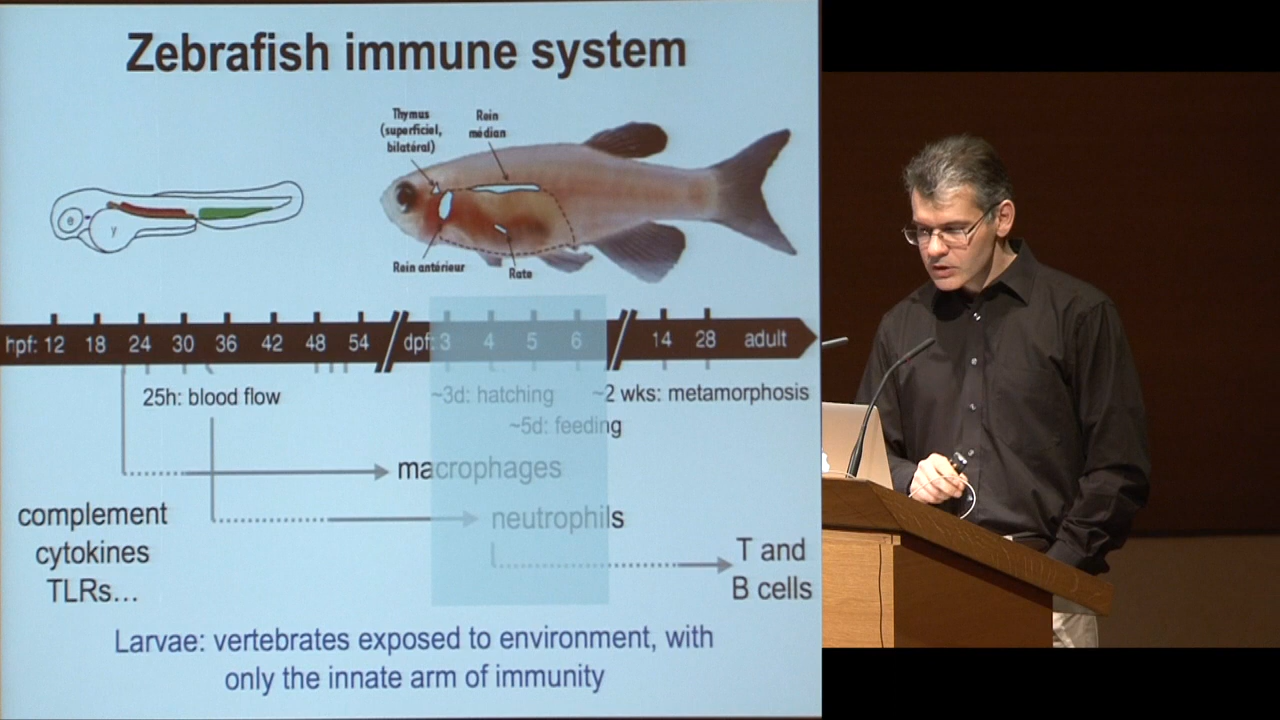 Zebrafish immune system
Thymus
(superficiel,
bilatéral)
Rein
médian
e
y
Rein antérieur
Rate
hpf: 12 18 24 30 36 42 48 54 dpf: 3 4 5 6 14 28 adult
25h: blood flow
~3d: hatching
~2 wks: metamorphosis
~5d: feeding
macrophages
complement
cytokines
TLRs...
neutrophils
T and
B cells
Larvae: vertebrates exposed to environment, with
only the innate arm of immunity